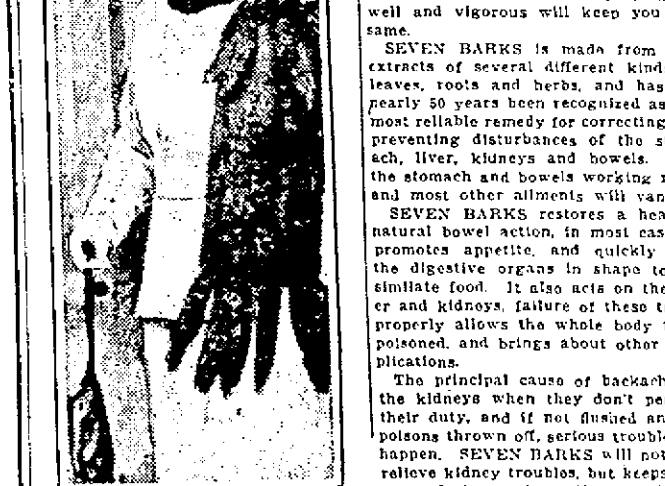 well and vigorous will keep you
same.
SEVEN BARKS is made from
extracts of several different kind
leaves, roots and herbs, and has
nearly 50 years been recognized as
most reliable remedy for correcting
preventing disturbances of the s
ach, liver, kidneys and bowels.
the stomach and bowels working r
and most other ailments will van
SEVEN BARKS restores a hea
natural bowel action, in most cas
promotes appetite, and quickly
the digestive organs in shape to
similate food. It also acts on the
er and kidneys, failure of these t
properly allows the whole body t
poisoned, and brings about other
plications.
The principal cause of backach
the kidneys when they don't pe
their duty, and if not flushed an
poisons thrown off, serious troubl
happen. SEVEN BARKS will not
relieve kidney troubles, but keeps